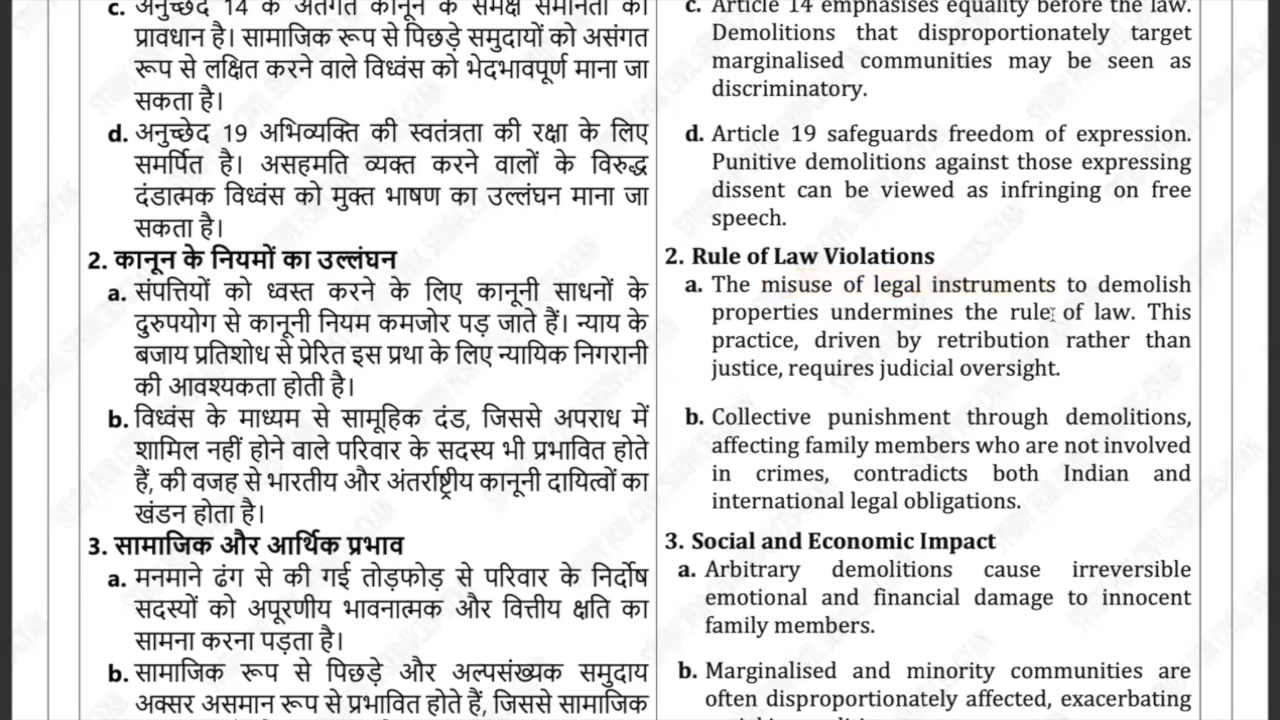 c. अनुच्छेद 14 के अंतर्गत कानून के समक्ष समानता का
प्रावधान है। सामाजिक रूप से पिछड़े समुदायों को असंगत
रूप से लक्षित करने वाले विध्वंस को भेदभावपूर्ण माना जा
सकता है।
d. अनुच्छेद 19 अभिव्यक्ति की स्वतंत्रता की रक्षा के लिए
समर्पित है। असहमति व्यक्त करने वालों के विरुद्ध
दंडात्मक विध्वंस को मुक्त भाषण का उल्लंघन माना जा
सकता है।
2. कानून के नियमों का उल्लंघन
a. संपत्तियों को ध्वस्त करने के लिए कानूनी साधनों के
दुरुपयोग से कानूनी नियम कमजोर पड़ जाते हैं। न्याय के
बजाय प्रतिशोध से प्रेरित इस प्रथा के लिए न्यायिक निगरानी
की आवश्यकता होती है।
b. विध्वंस के माध्यम से सामूहिक दंड, जिससे अपराध में
शामिल नहीं होने वाले परिवार के सदस्य भी प्रभावित होते
हैं, की वजह से भारतीय और अंतर्राष्ट्रीय कानूनी दायित्वों का
खंडन होता है।
3. सामाजिक और आर्थिक प्रभाव
a. मनमाने ढंग से की गई तोड़फोड़ से परिवार के निर्दोष
सदस्यों को अपूरणीय भावनात्मक और वित्तीय क्षति का
सामना करना पड़ता है।
b. सामाजिक रूप से पिछड़े और अल्पसंख्यक समुदाय
अक्सर असमान रूप से प्रभावित होते हैं, जिससे सामाजिक
c. Article 14 emphasises equality before the law.
Demolitions that disproportionately target
marginalised communities may be seen as
discriminatory.
d. Article 19 safeguards freedom of expression.
Punitive demolitions against those expressing
dissent can be viewed as infringing on free
speech.
2. Rule of Law Violations
a. The misuse of legal instruments to demolish
properties undermines the rule of law. This
practice, driven by retribution rather than
justice, requires judicial oversight.
b. Collective punishment through demolitions,
affecting family members who are not involved
in crimes, contradicts both Indian and
international legal obligations.
3. Social and Economic Impact
a. Arbitrary demolitions cause irreversible
emotional and financial damage to innocent
family members.
b. Marginalised and minority communities are
often disproportionately affected, exacerbating